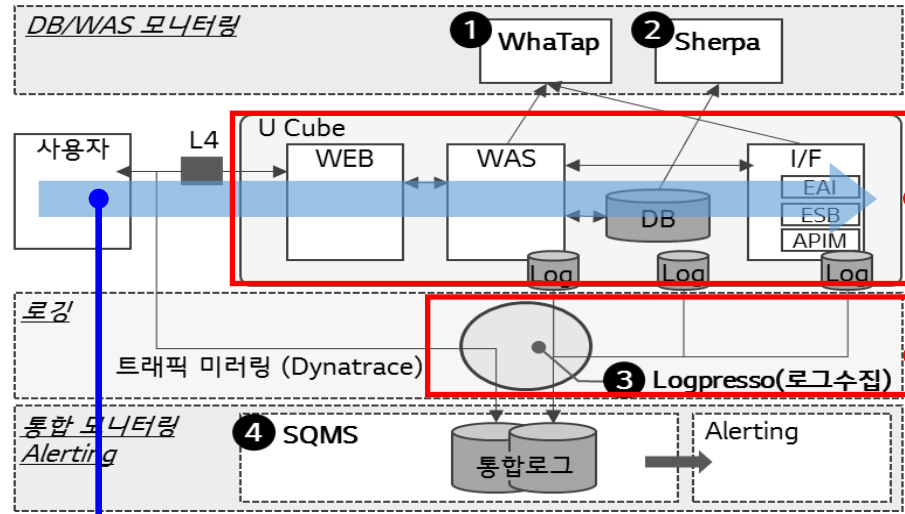 DB/WAS 모니터링
1 WhaTap
2 Sherpa
사용자
L4
U Cube
WEB
WAS
I/F
EAI
ESB
APIM
DB
Log
Log
Log
로깅
트래픽 미러링 (Dynatrace)
3 Logpresso(로그수집)
통합 모니터링
Alerting
4 SQMS
통합로그
Alerting